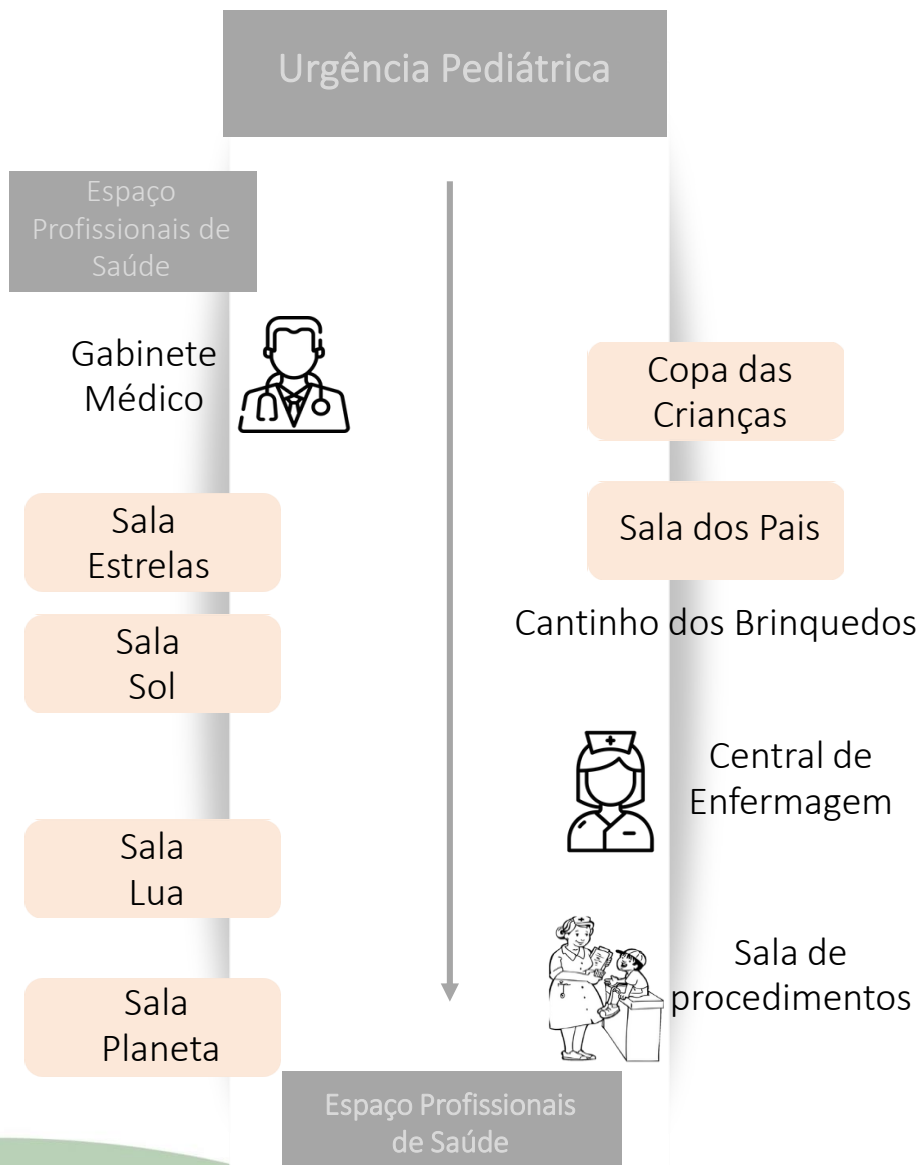 Urgência Pediátrica
Espaço
Profissionais de
Saúde
Gabinete
Médico
Copa das
Crianças
Sala
Estrelas
Sala dos Pais
Sala
Sol
Cantinho dos Brinquedos
Central de
Enfermagem
Sala
Lua
Sala de
procedimentos
Sala
Planeta
Espaço Profissionais
de Saúde